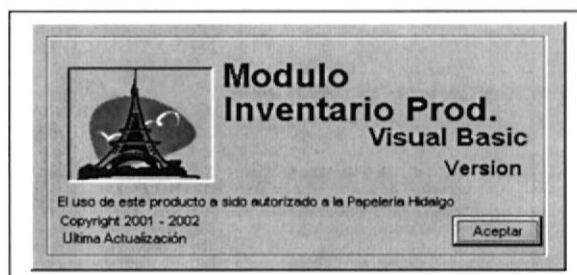 Modulo
Inventario Prod.
Visual Basic
Version
El uso de este producto a sido autorizado a la Papeleria Hidalgo
Copyright 2001 - 2002
Ultima Actualización
Aceptar